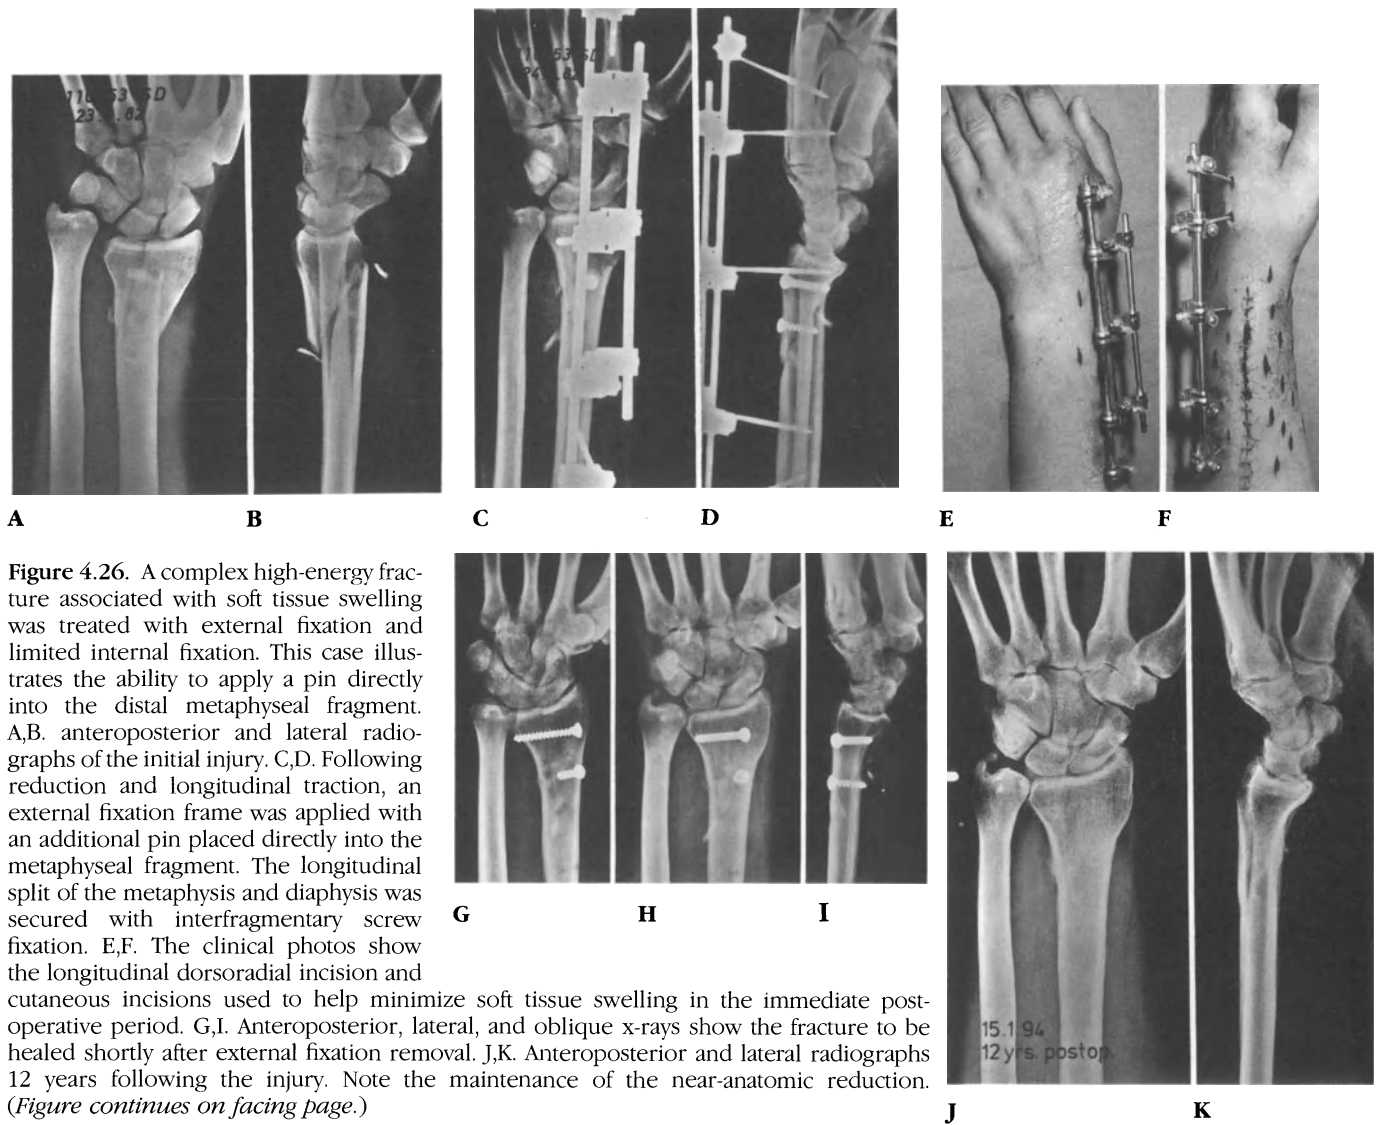 A
B
C
D
E
F
Figure 4.26. A complex high-energy frac-
ture associated with soft tissue swelling
was treated with external fixation and
limited internal fixation. This case illus-
trates the ability to apply a pin directly
into the distal metaphyseal fragment.
A,B. anteroposterior and lateral radio-
graphs of the initial injury. C,D. Following
reduction and longitudinal traction, an
external fixation frame was applied with
an additional pin placed directly into the
metaphyseal fragment. The longitudinal
split of the metaphysis and diaphysis was
secured with interfragmentary screw
fixation. E,F. The clinical photos show
the longitudinal dorsoradial incision and
cutaneous incisions used to help minimize soft tissue swelling in the immediate post-
operative period. G,I. Anteroposterior, lateral, and oblique x-rays show the fracture to be
healed shortly after external fixation removal. J,K. Anteroposterior and lateral radiographs
12 years following the injury. Note the maintenance of the near-anatomic reduction.
(Figure continues on facing page.)
G
H
I
15.1.94
12 yrs. postop.
J
K